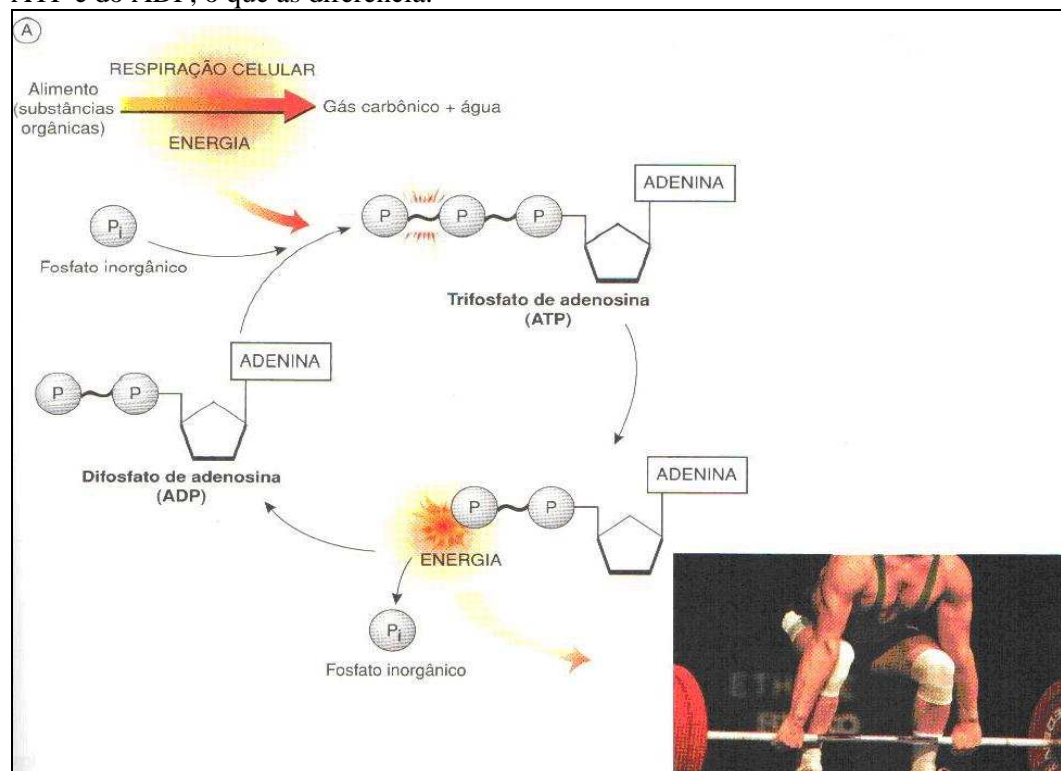 ATP e do ADP, o que as diferencia.
A
RESPIRAÇÃO CELULAR
Alimento
(substâncias
orgânicas)
Gás carbônico + água
ENERGIA
ADENINA
P
P
P
Pi
Fosfato inorgânico
Trifosfato de adenosina
(ATP)
ADENINA
P
P
Difosfato de adenosina
(ADP)
ADENINA
P
P
ENERGIA
Pi
Fosfato inorgânico